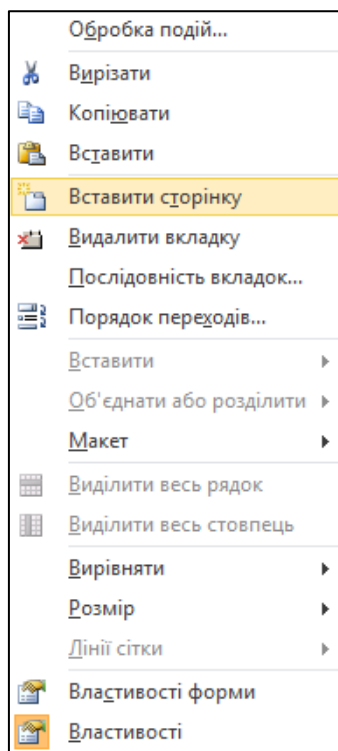 Обробка подій...
Вирізати
Копіювати
Вставити
Вставити сторінку
Видалити вкладку
Послідовність вкладок...
Порядок переходів...
Вставити
Об'єднати або розділити
Макет
Виділити весь рядок
Виділити весь стовпець
Вирівняти
Розмір
Лінії сітки
Властивості форми
Властивості